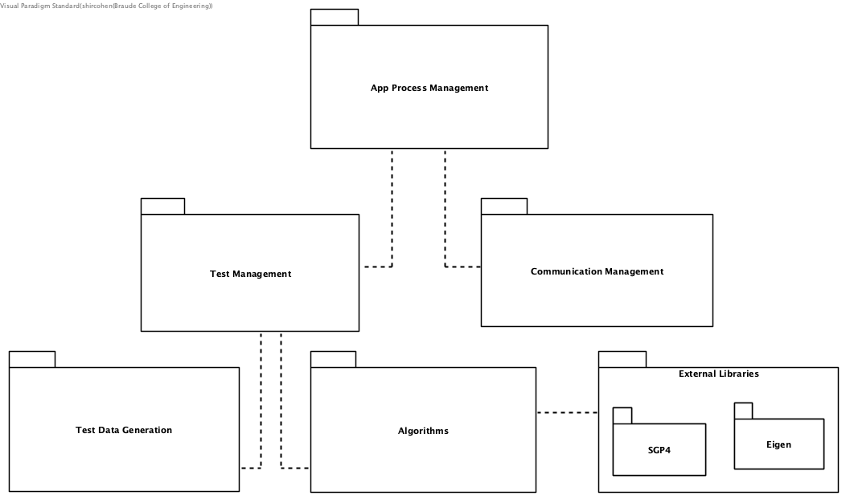 Visual Paradigm Standard(shircohen(Braude College of Engineering))
App Process Management
Test Management
Communication Management
External Libraries
Test Data Generation
Algorithms
SGP4
Eigen